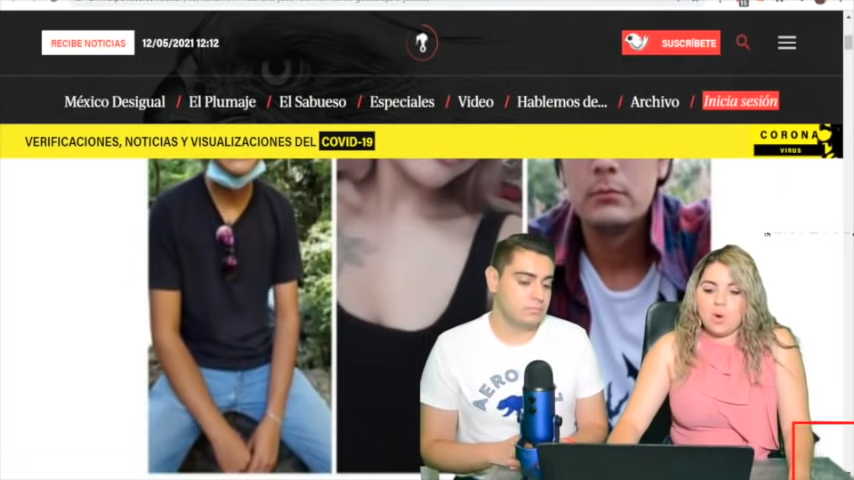 RECIBE NOTICIAS
12/05/2021 12:12
SUSCRÍBETE
México Desigual / El Plumaje / El Sabueso / Especiales / Video / Hablemos de... / Archivo / Inicia sesión
VERIFICACIONES, NOTICIAS Y VISUALIZACIONES DEL COVID-19
CORONA
VIRUS
AERO